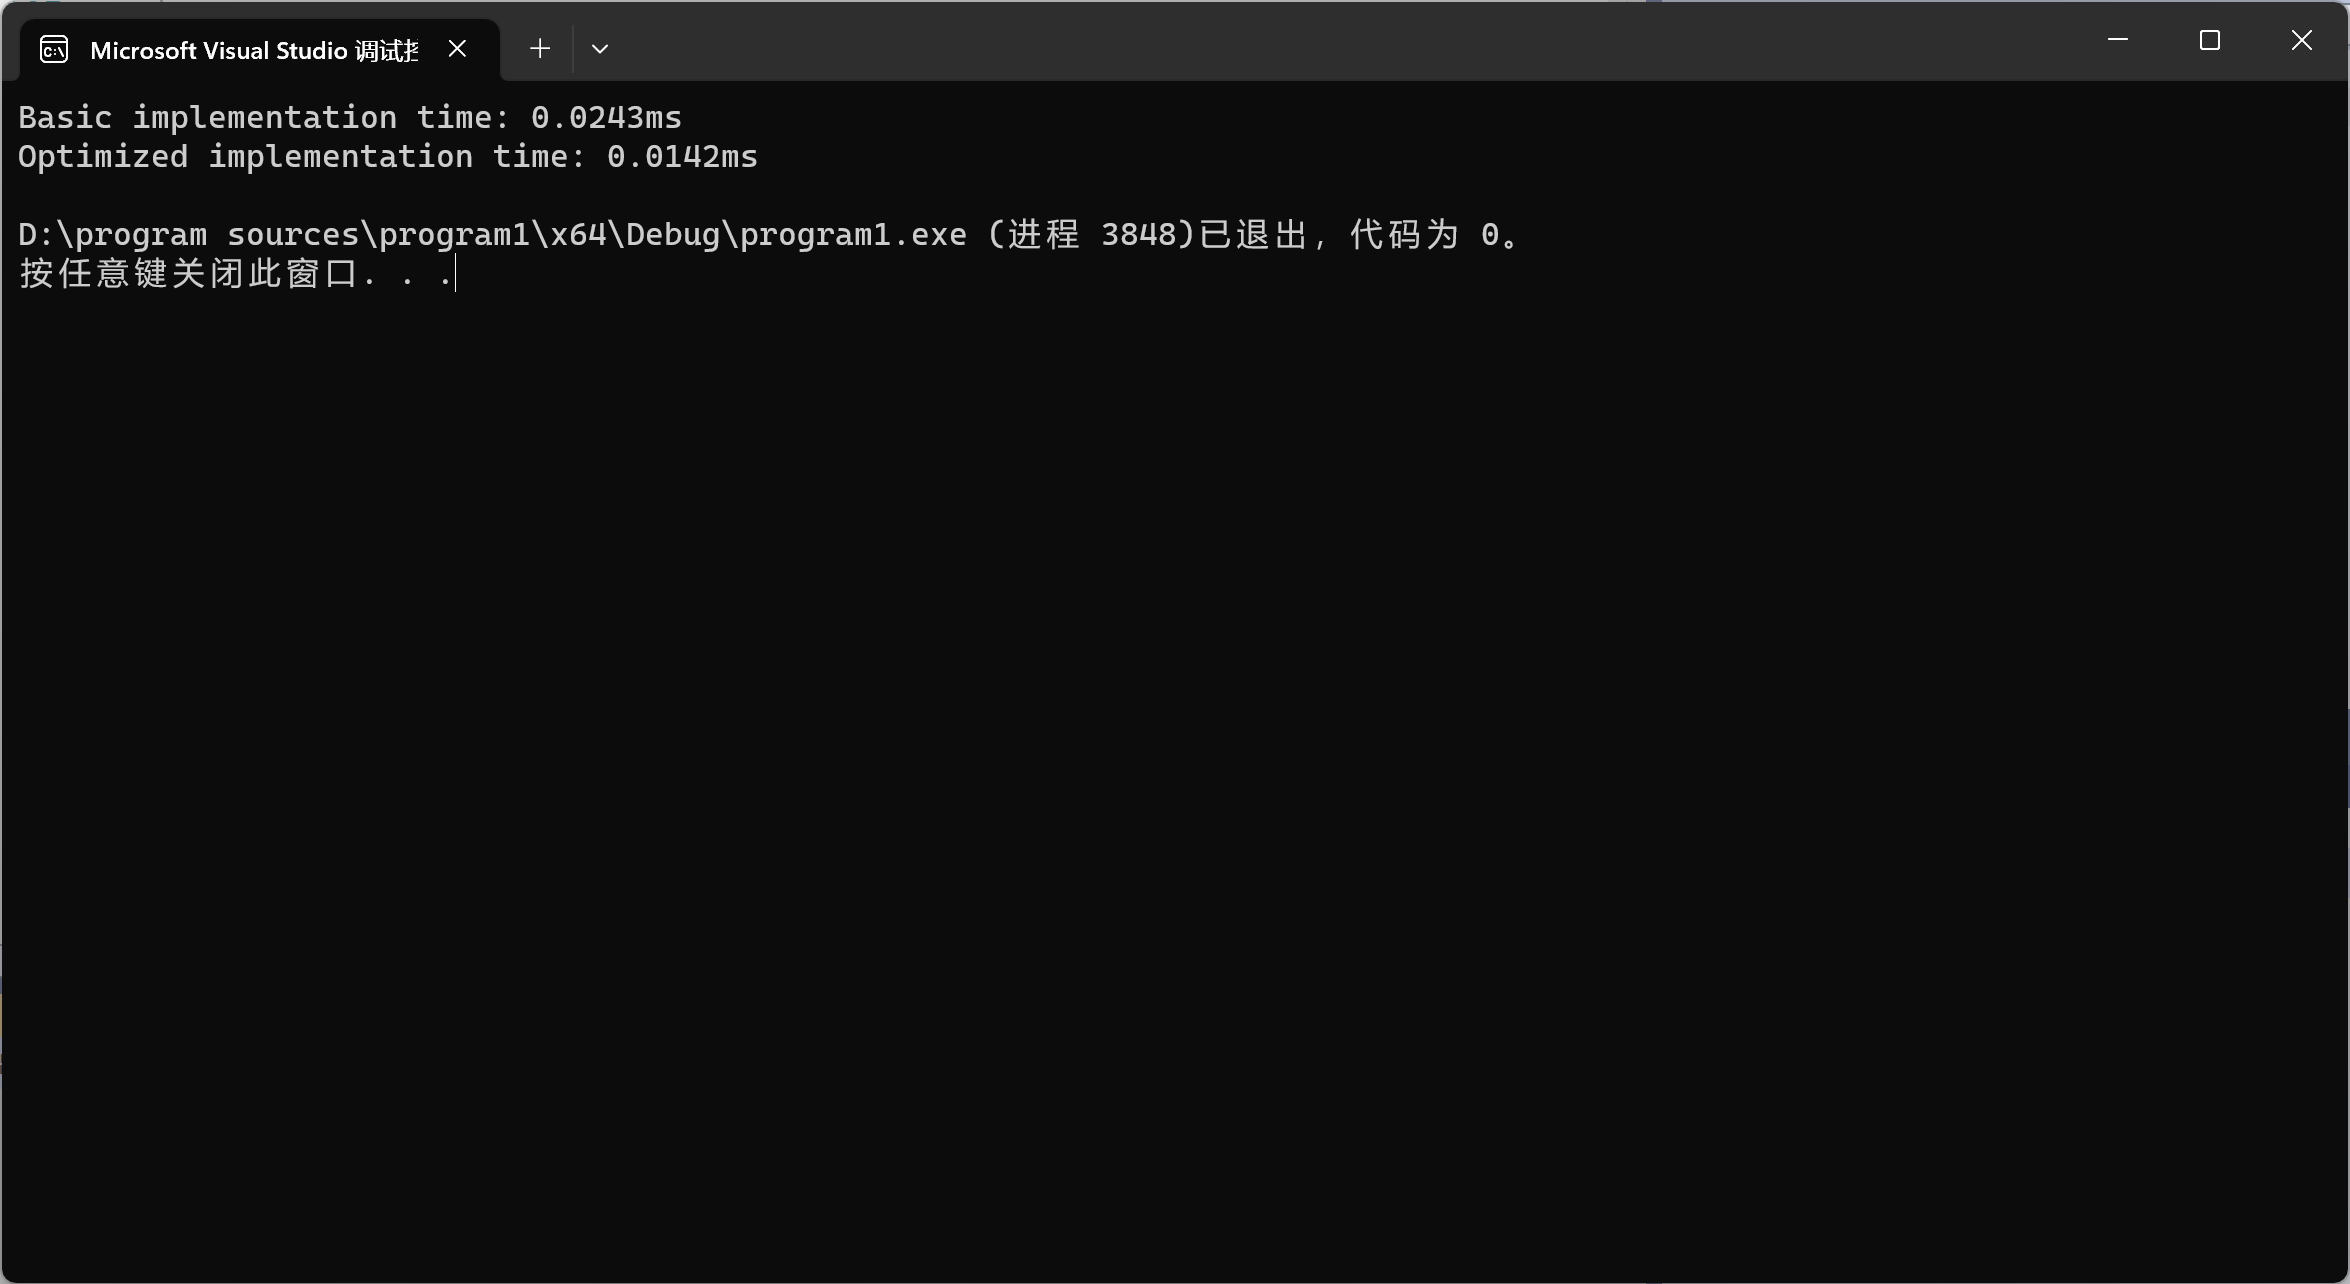 Microsoft Visual Studio 调试
Basic implementation time: 0.0243ms
Optimized implementation time: 0.0142ms
D:\program sources\program1\x64\Debug\program1.exe (进程 3848)已退出，代码为 0。
按任意键关闭此窗口. . .